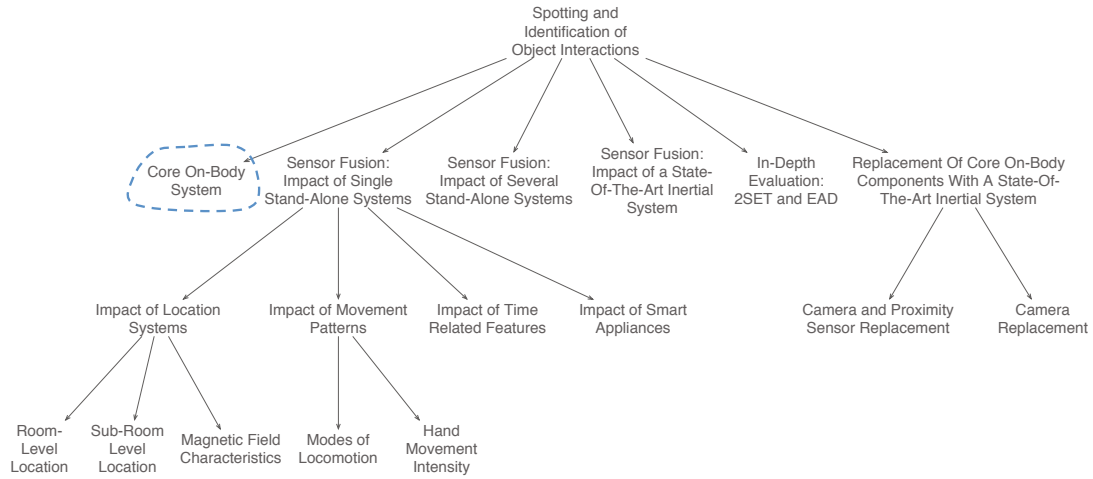 Spotting and
Identification of
Object Interactions
Core On-Body
System
Sensor Fusion:
Impact of Single
Stand-Alone Systems
Sensor Fusion:
Impact of Several
Stand-Alone Systems
Sensor Fusion:
Impact of a State-
Of-The-Art Inertial
System
In-Depth
Evaluation:
2SET and EAD
Replacement Of Core On-Body
Components With A State-Of-
The-Art Inertial System
Impact of Location
Systems
Impact of Movement
Patterns
Impact of Time
Related Features
Impact of Smart
Appliances
Camera and Proximity
Sensor Replacement
Camera
Replacement
Room-
Level
Location
Sub-Room
Level
Location
Magnetic Field
Characteristics
Modes of
Locomotion
Hand
Movement
Intensity